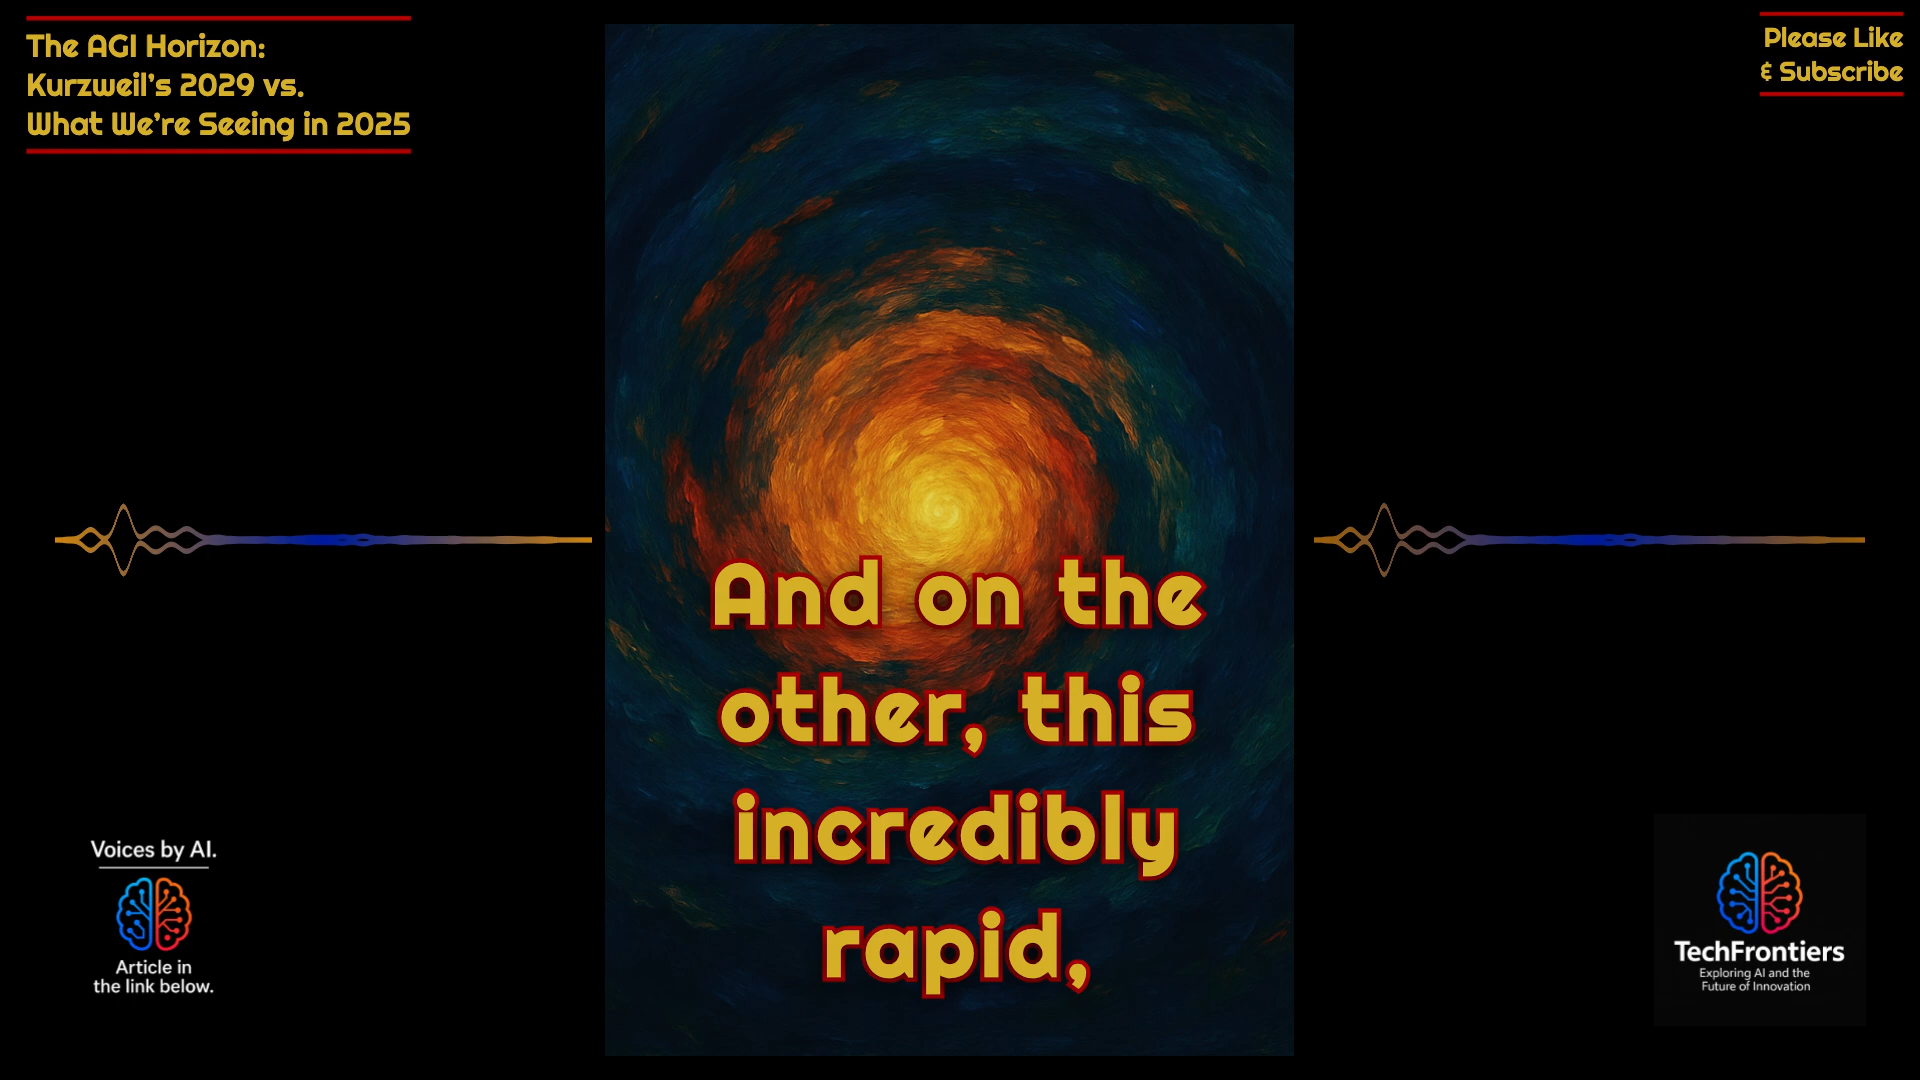 The AGI Horizon:
Kurzweil's 2029 vs.
What We're Seeing in 2025
Please Like
& Subscribe
And on the
other, this
incredibly
rapid,
Voices by AI.
Article in
the link below.
TechFrontiers
Exploring AI and the
Future of Innovation